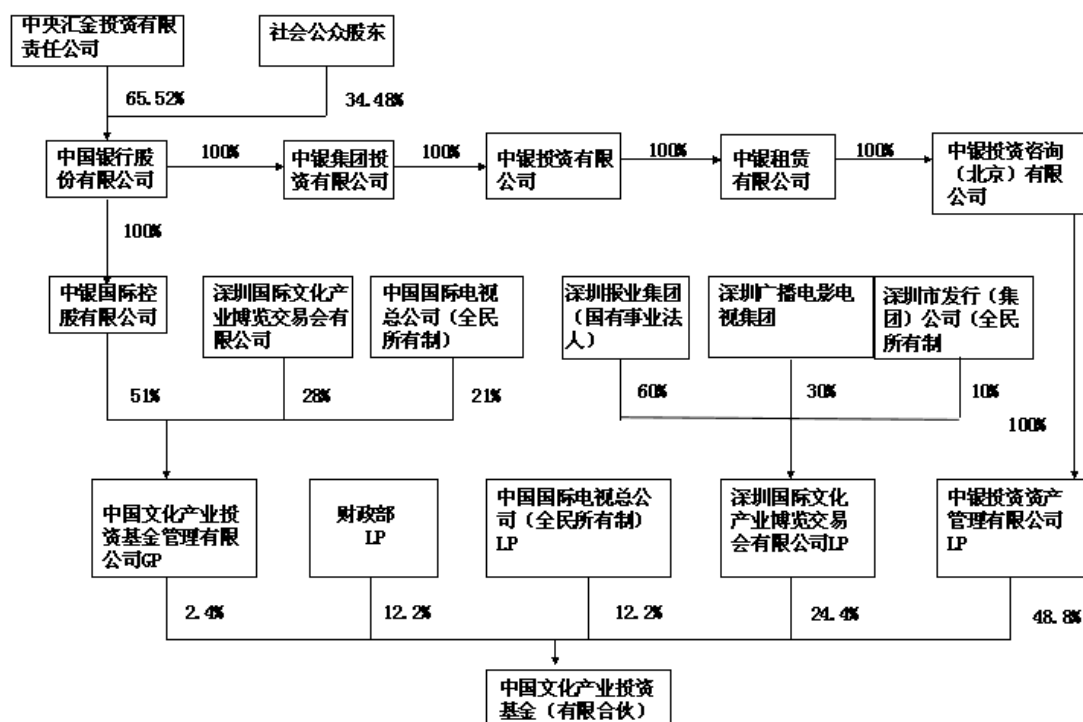 中央汇金投资有限
责任公司
社会公众股东
65.52%
34.48%
中国银行股
份有限公司
100%
中银集团投
资有限公司
100%
中银投资有限
公司
100%
中银租赁
有限公司
100%
中银投资咨询
（北京）有限
公司
100%
中银国际控
股有限公司
深圳国际文化产
业博览交易会有
限公司
中国国际电视
总公司（全民
所有制）
深圳报业集团
（国有事业法
人）
深圳广播电影电
视集团
深圳市发行（集
团）公司（全民
所有制
51%
28%
21%
60%
30%
10%
100%
中国文化产业投
资基金管理有限
公司GP
财政部
LP
中国国际电视总公
司（全民所有制）
LP
深圳国际文化
产业博览交易
会有限公司LP
中银投资资产
管理有限公司
LP
2.4%
12.2%
12.2%
24.4%
48.8%
中国文化产业投资
基金（有限合伙）